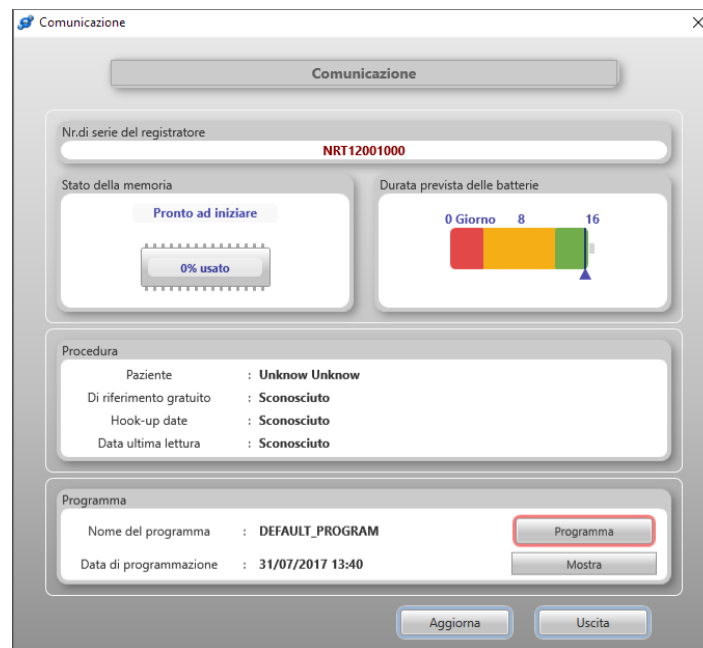 Comunicazione
Comunicazione
Nr.di serie del registratore
NRT12001000
Stato della memoria
Pronto ad iniziare
0% usato
Durata prevista delle batterie
0 Giorno 8 16
Procedura
Paziente : Unknow Unknow
Di riferimento gratuito : Sconosciuto
Hook-up date : Sconosciuto
Data ultima lettura : Sconosciuto
Programma
Nome del programma : DEFAULT_PROGRAM Programma
Data di programmazione : 31/07/2017 13:40 Mostra
Aggiorna Uscita